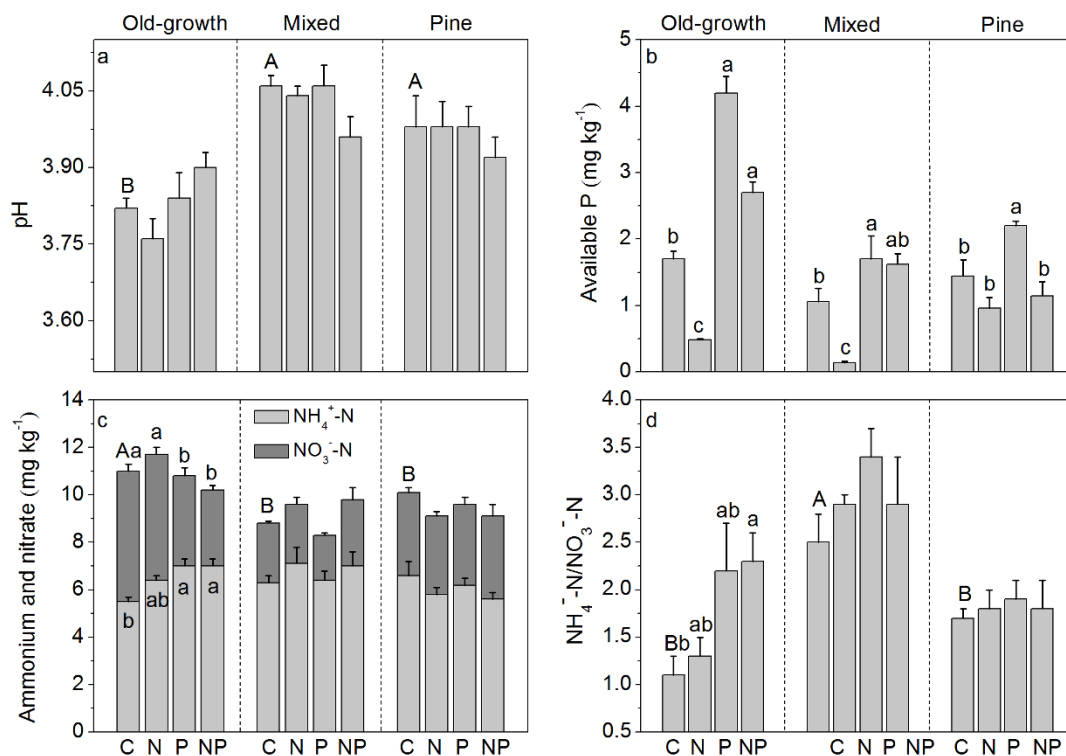 Old-growth Mixed Pine
a
A
A
B
4.05
3.90
3.75
3.60
pH
Old-growth Mixed Pine
b
5
4
3
2
1
0
Available P (mg kg⁻¹)
b c a a
b c a ab
b b a b
c
14
12
10
8
6
4
2
0
Ammonium and nitrate (mg kg⁻¹)
NH₄⁺-N
NO₃⁻-N
Aa a b b
B
B
b ab a a
C N P NP C N P NP C N P NP
d
4.0
3.5
3.0
2.5
2.0
1.5
1.0
0.5
NH₄⁻-N/NO₃⁻-N
Bb ab ab a
A
B
C N P NP C N P NP C N P NP